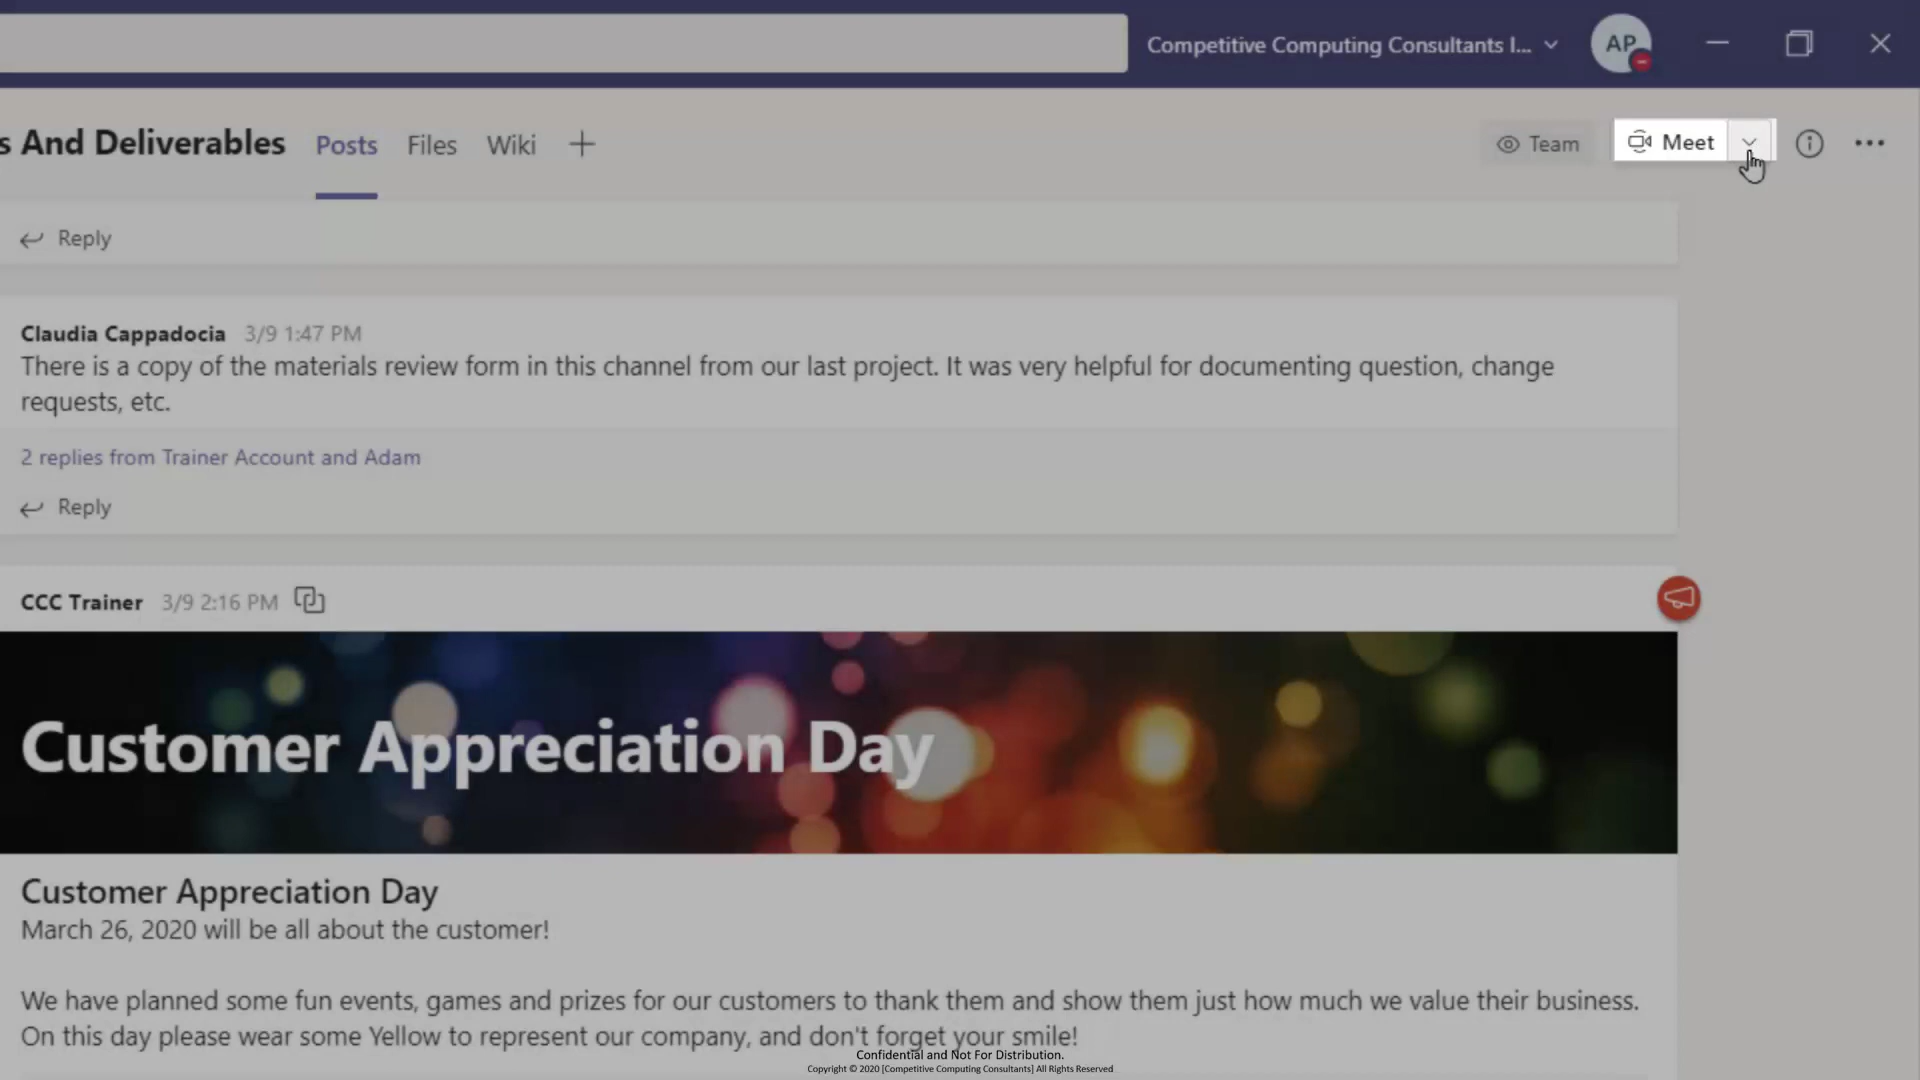 Competitive Computing Consultants I...
AP
s And Deliverables Posts Files Wiki
Team Meet
Reply
Claudia Cappadocia 3/9 1:47 PM
There is a copy of the materials review form in this channel from our last project. It was very helpful for documenting question, change
requests, etc.
2 replies from Trainer Account and Adam
Reply
CCC Trainer 3/9 2:16 PM
Customer Appreciation Day
Customer Appreciation Day
March 26, 2020 will be all about the customer!
We have planned some fun events, games and prizes for our customers to thank them and show them just how much we value their business.
On this day please wear some Yellow to represent our company, and don't forget your smile!
Confidential and Not For Distribution.
Copyright © 2020 [Competitive Computing Consultants] All Rights Reserved